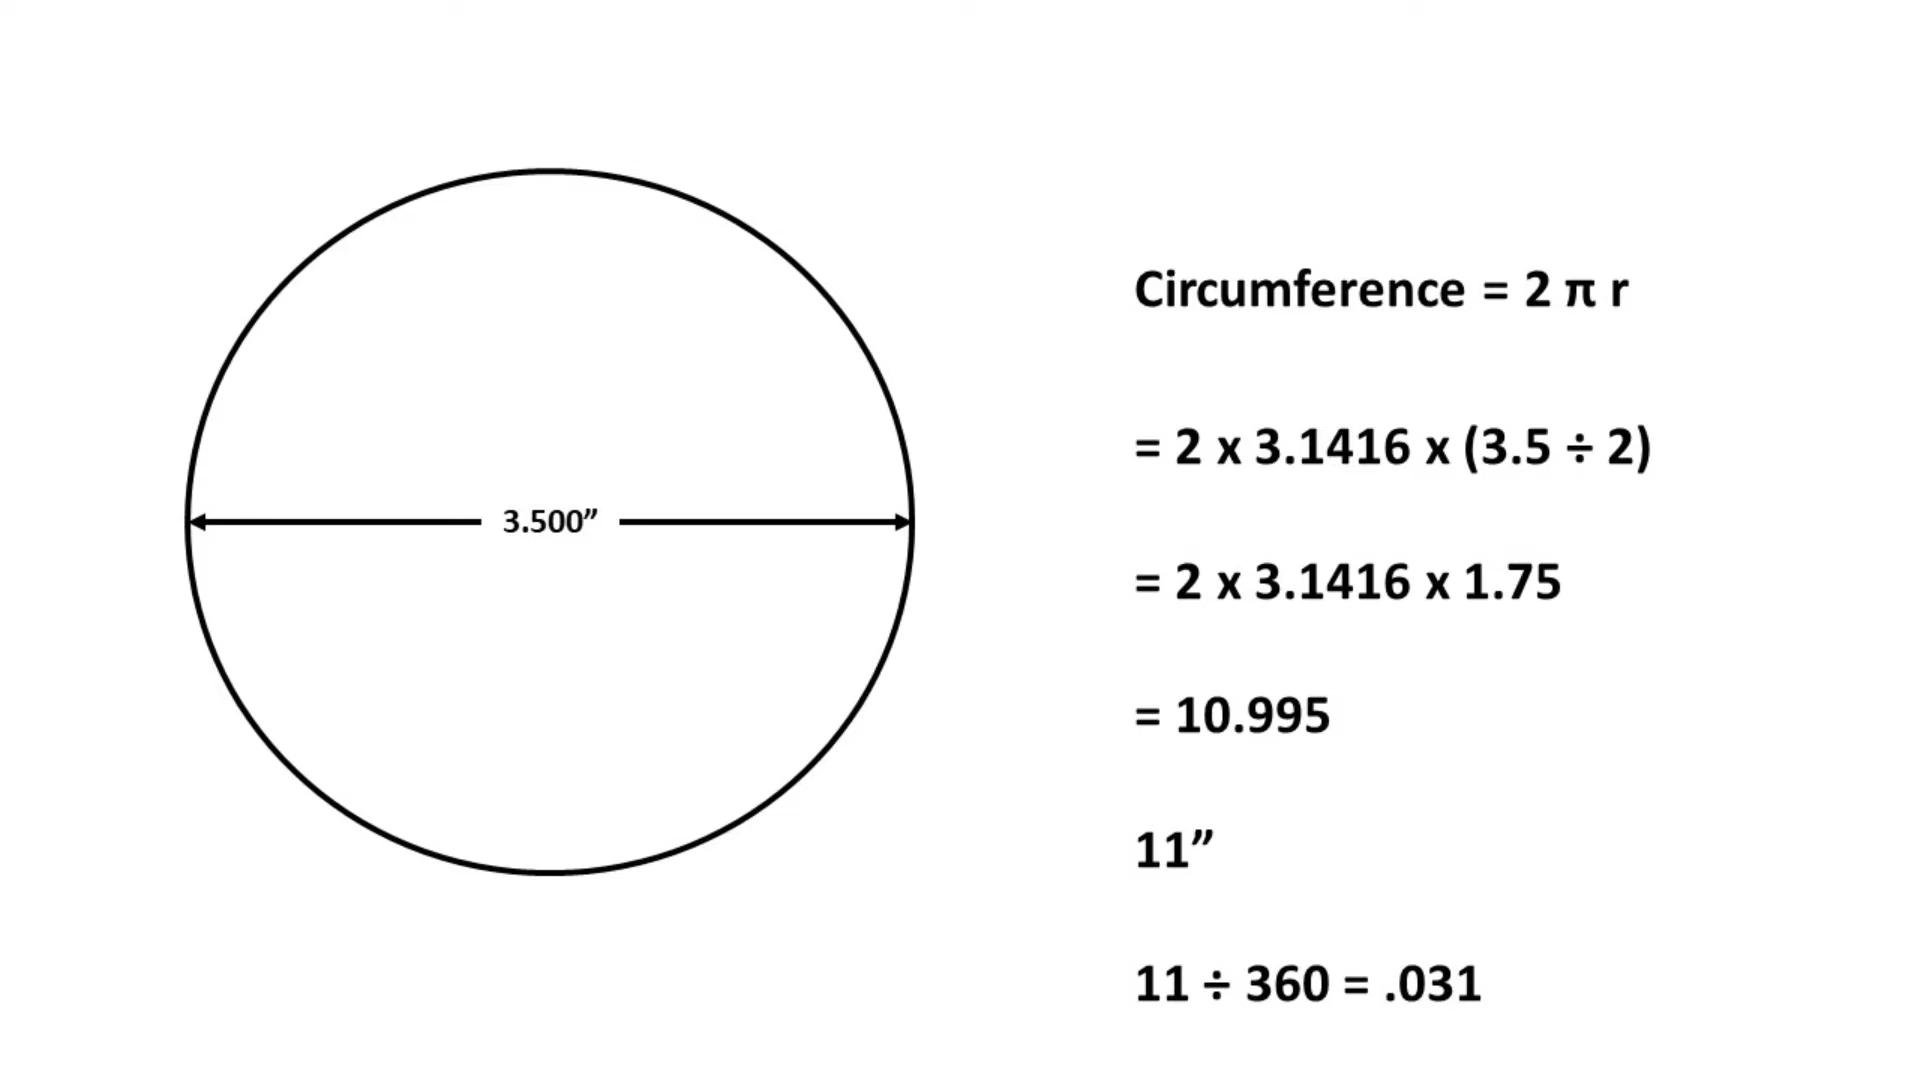 3.500”
Circumference = 2 π r
= 2 x 3.1416 x (3.5 ÷ 2)
= 2 x 3.1416 x 1.75
= 10.995
11”
11 ÷ 360 = .031